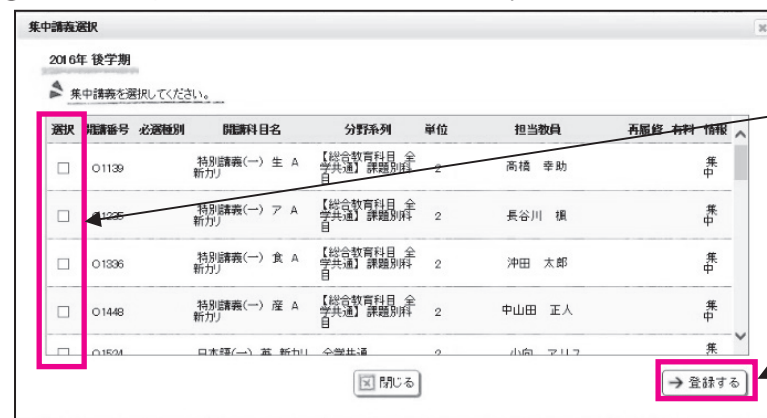 集中講義選択
2016年 後学期
集中講義を選択してください。
選択 開講番号 必選種別 開講科目名 分野系列 単位 担当教員 再履修 有料 情報
01139 特別講義(一) 生 A 新カリ 【総合教育科目 全学共通】課題別科目 2 高橋 幸助 集中
特別講義(一) ア A 新カリ 【総合教育科目 全学共通】課題別科目 2 長谷川 集中
01336 特別講義(一) 食 A 新カリ 【総合教育科目 全学共通】課題別科目 2 沖田 太郎 集中
01448 特別講義(一) 産 A 新カリ 【総合教育科目 全学共通】課題別科目 2 中山田 正人 集中
閉じる
→ 登録する